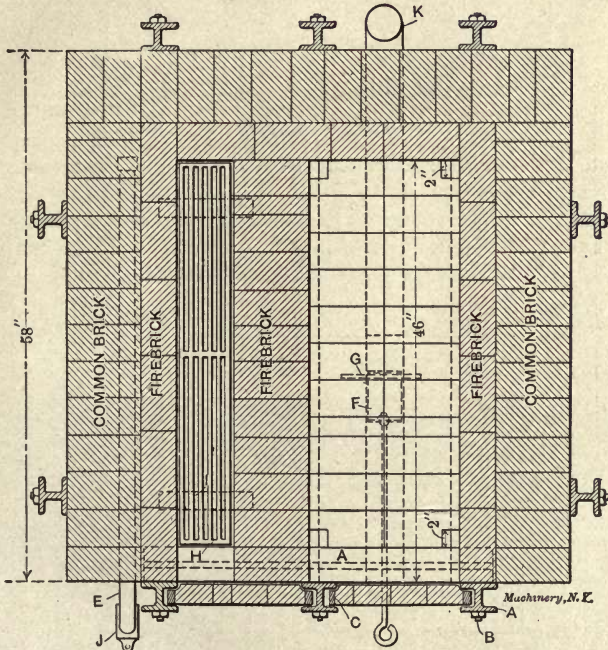 K
2"
58"
COMMON BRICK
FIREBRICK
FIREBRICK
46"
FIREBRICK
COMMON BRICK
G
F
2"
H
A
E
Machinery, N.Y.
A
J
C
B